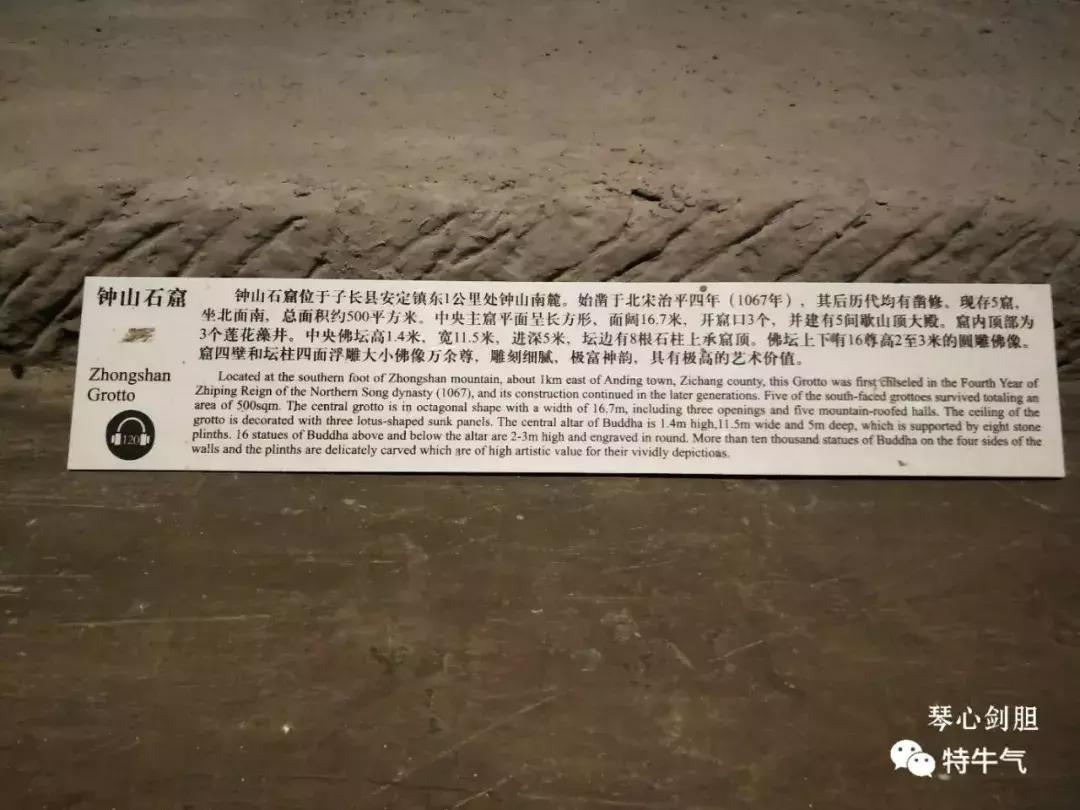 钟山石窟
钟山石窟位于子长县安定镇东1公里处钟山南麓。始凿于北宋治平四年（1067年），其后历代均有凿修。现存5窟，
坐北面南，总面积约500平方米。中央主窟平面呈长方形，面阔16.7米，开窟口3个，并建有5间歇山顶大殿。窟内顶部为
3个莲花藻井。中央佛坛高1.4米，宽11.5米，进深5米，坛边有8根石柱上承窟顶。佛坛上下有16尊高2至3米的圆雕佛像。
窟四壁和坛柱四面浮雕大小佛像万余尊，雕刻细腻，极富神韵，具有极高的艺术价值。
Zhongshan
Grotto
120
Located at the southern foot of Zhongshan mountain, about 1km east of Anding town, Zichang county, this Grotto was first chiseled in the Fourth Year of
Zhiping Reign of the Northern Song dynasty (1067), and its construction continued in the later generations. Five of the south-faced grottoes survived totaling an
area of 500sqm. The central grotto is in octagonal shape with a width of 16.7m, including three openings and five mountain-roofed halls. The ceiling of the
grotto is decorated with three lotus-shaped sunk panels. The central altar of Buddha is 1.4m high,11.5m wide and 5m deep, which is supported by eight stone
plinths. 16 statues of Buddha above and below the altar are 2-3m high and engraved in round. More than ten thousand statues of Buddha on the four sides of the
walls and the plinths are delicately carved which are of high artistic value for their vividly depictions.
琴心剑胆
特牛气